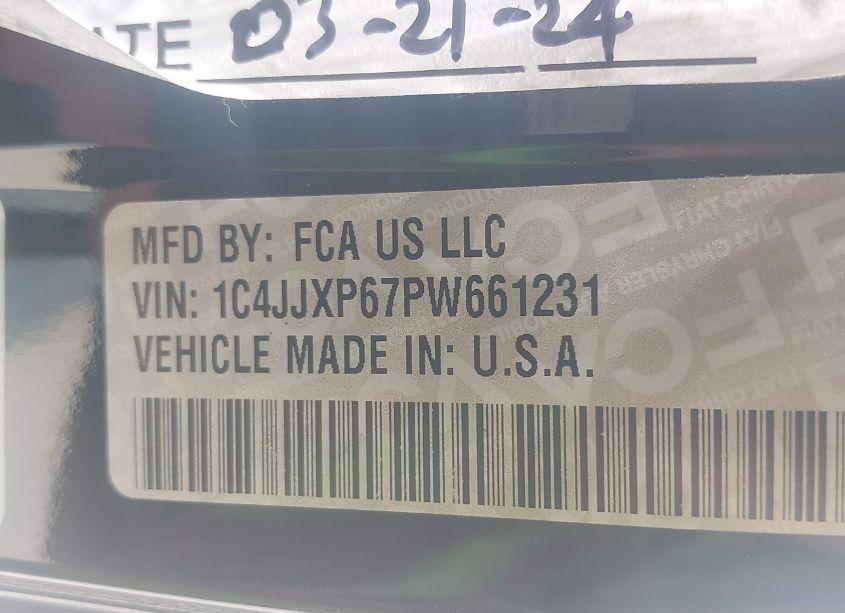 ATE 03-21-24
MFD BY: FCA US LLC
VIN: 1C4JJXP67PW661231
VEHICLE MADE IN: U.S.A.